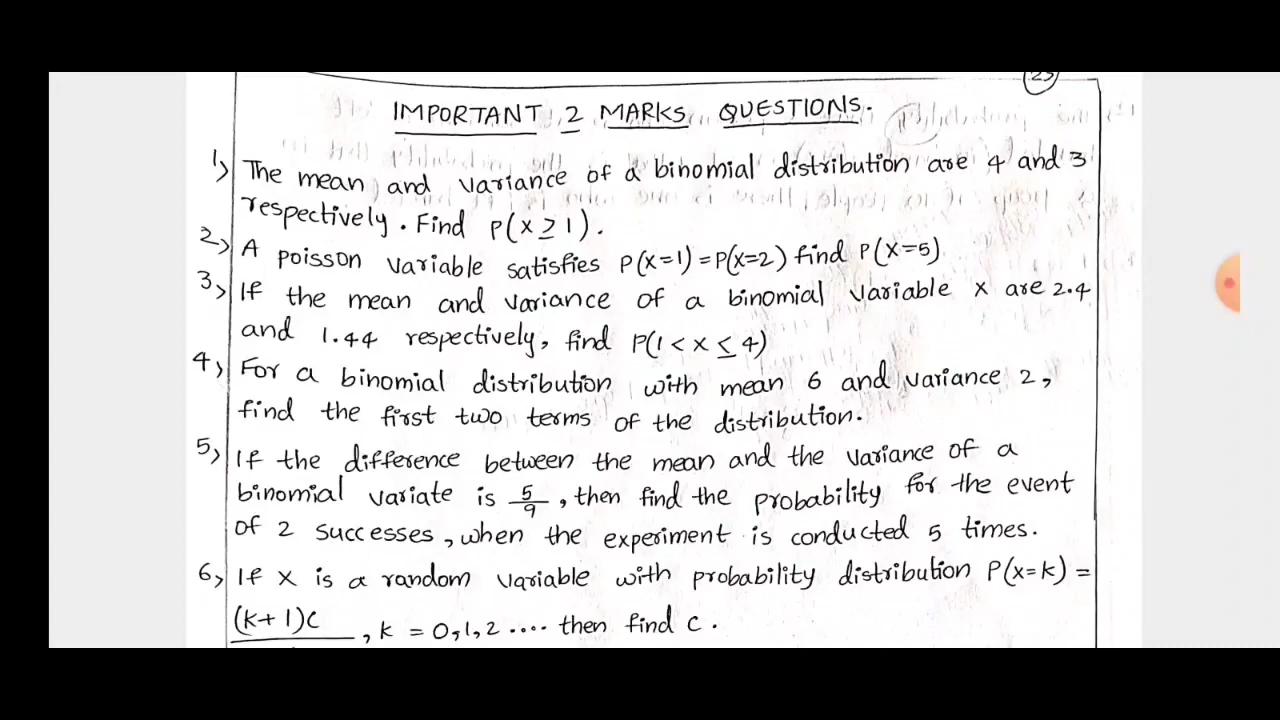 23
IMPORTANT 2 MARKS QUESTIONS.
1) The mean and variance of a binomial distribution are 4 and 3
respectively. Find P(X ≥ 1).
2) A poisson variable satisfies P(X=1) = P(X=2) find P(X=5)
3) If the mean and variance of a binomial variable X are 2.4
and 1.44 respectively, find P(1 < X ≤ 4)
4) For a binomial distribution with mean 6 and variance 2,
find the first two terms of the distribution.
5) If the difference between the mean and the variance of a
binomial variate is 5/9, then find the probability for the event
of 2 successes, when the experiment is conducted 5 times.
6) If X is a random variable with probability distribution P(X=k) =
(k+1)C
, k = 0,1,2 .... then find c.